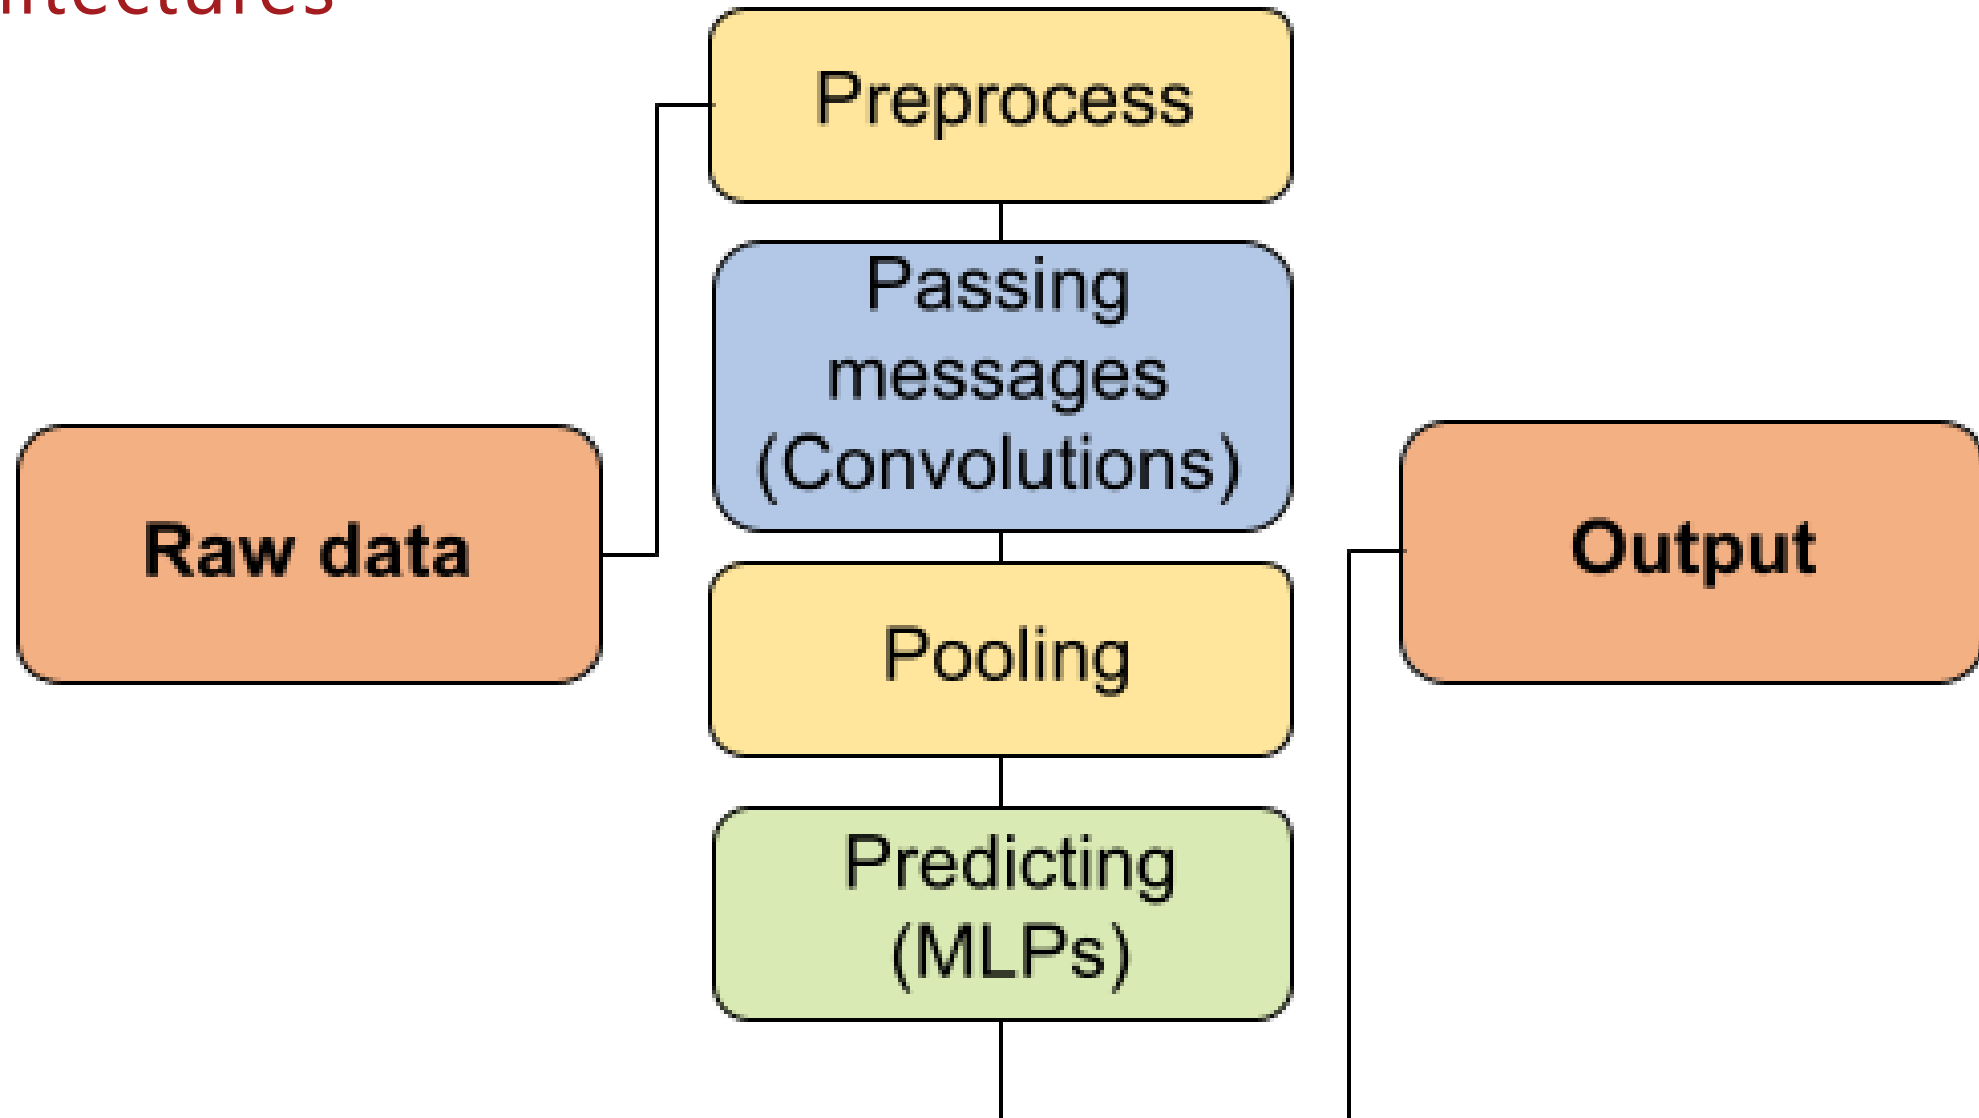 Preprocess
Passing
messages
(Convolutions)
Raw data
Output
Pooling
Predicting
(MLPs)